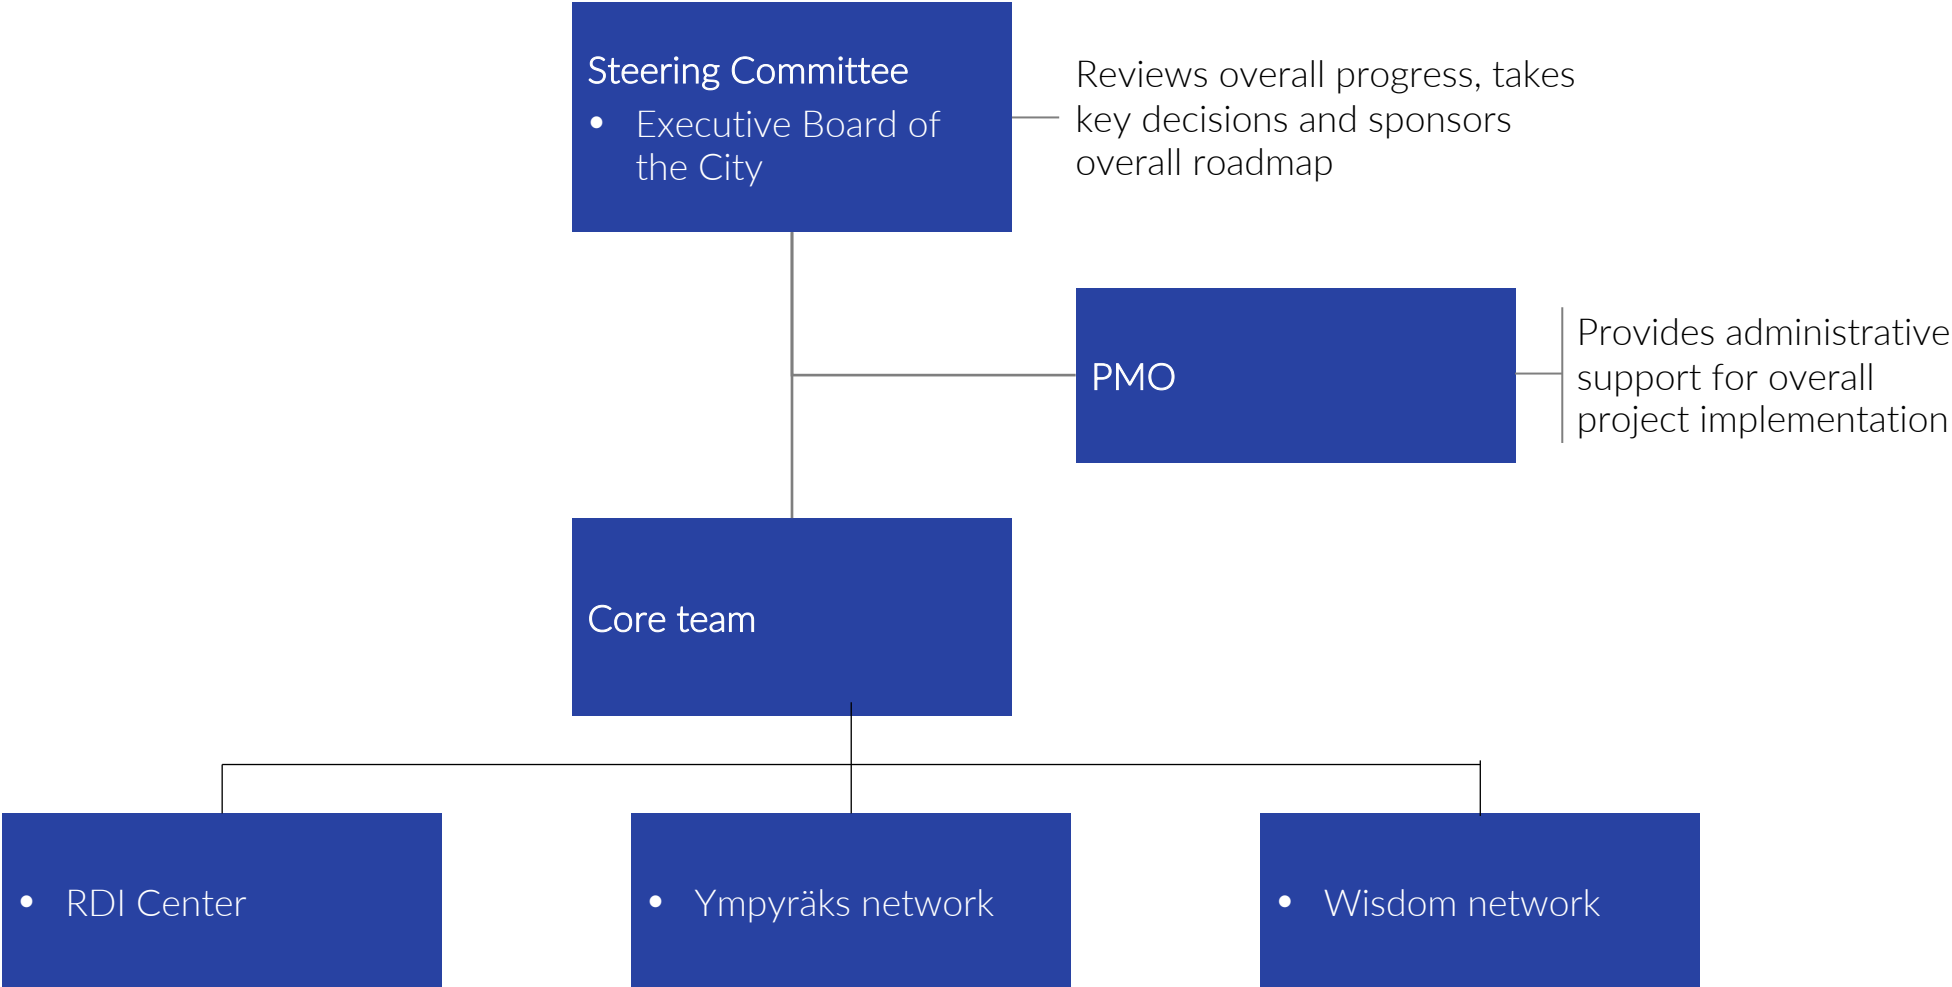 Steering Committee
• Executive Board of
the City
Reviews overall progress, takes
key decisions and sponsors
overall roadmap
PMO
Provides administrative
support for overall
project implementation
Core team
• RDI Center
• Ympyräks network
• Wisdom network